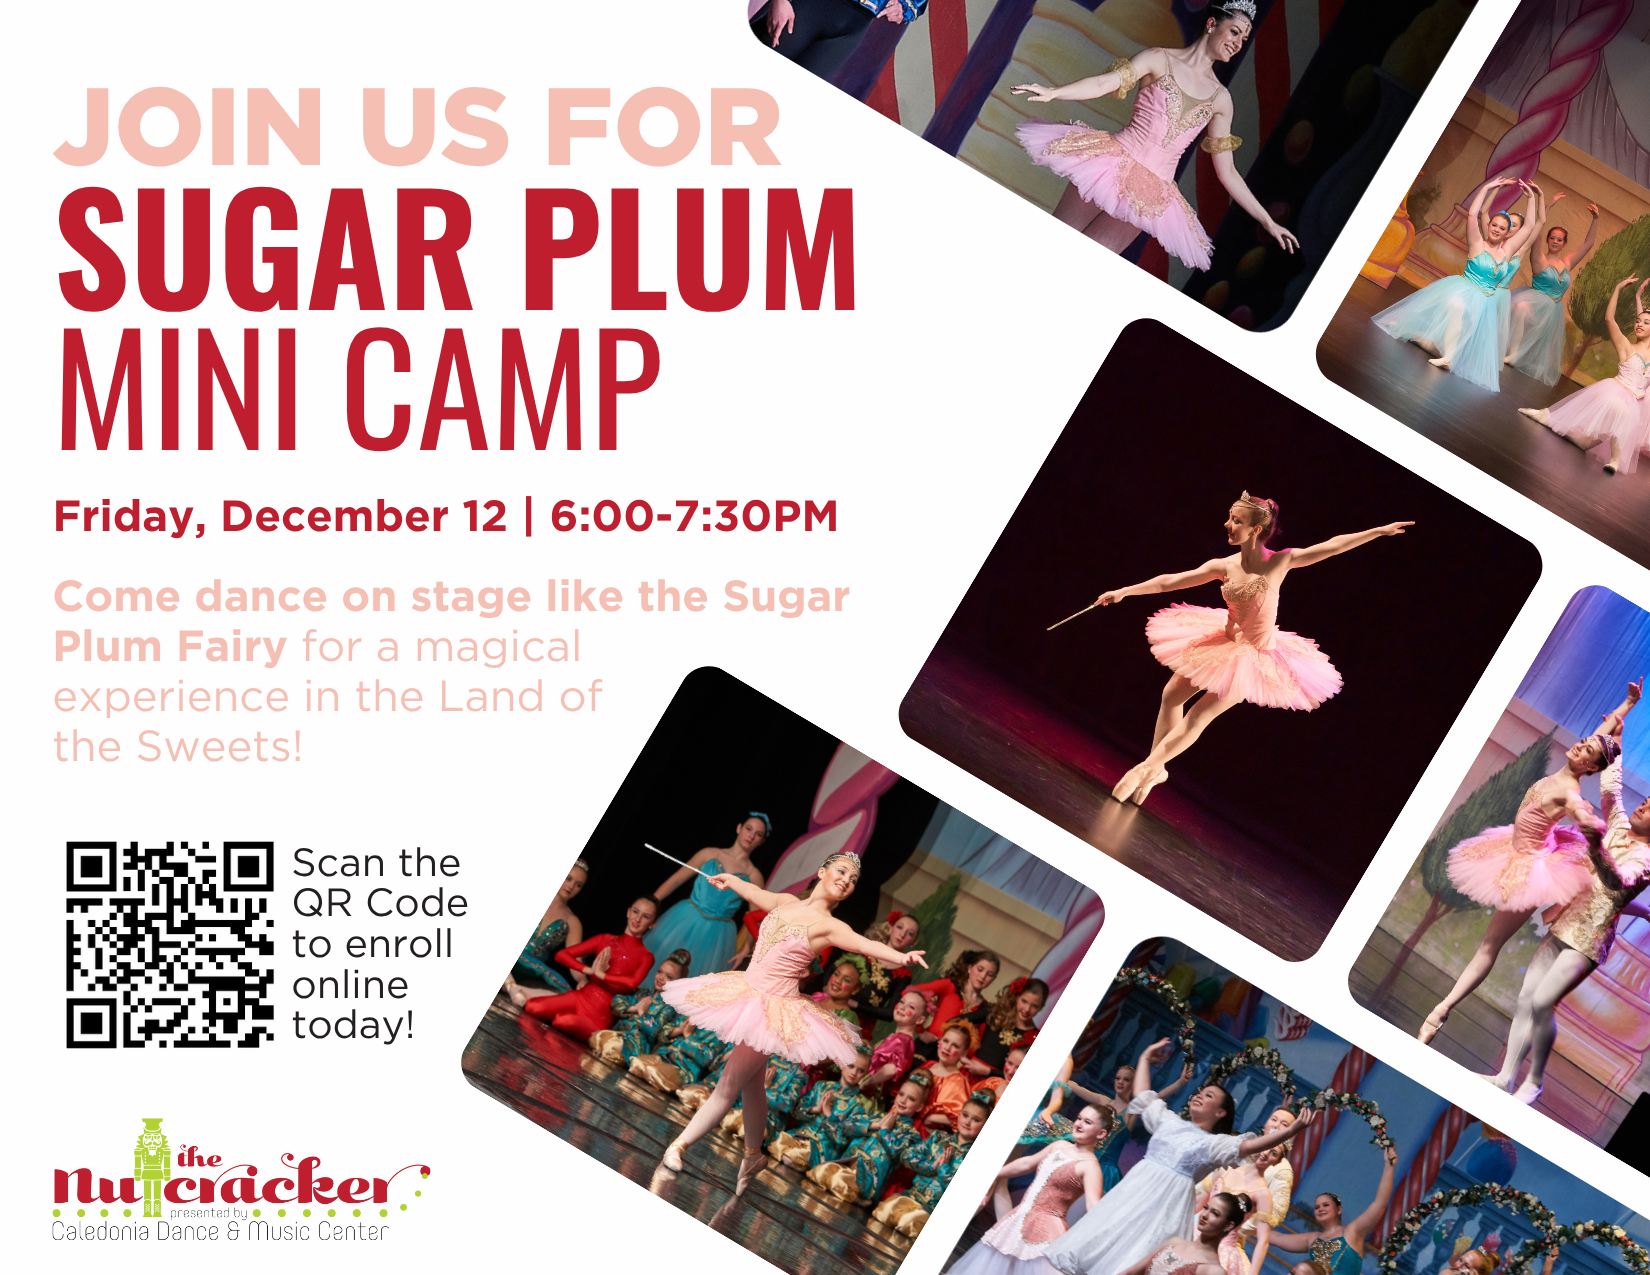 JOIN US FOR
SUGAR PLUM
MINI CAMP
Friday, December 12 | 6:00-7:30PM
Come dance on stage like the Sugar
Plum Fairy for a magical
experience in the Land of
the Sweets!
Scan the
QR Code
to enroll
online
today!
the
nutcracker
presented by
Caledonia Dance & Music Center